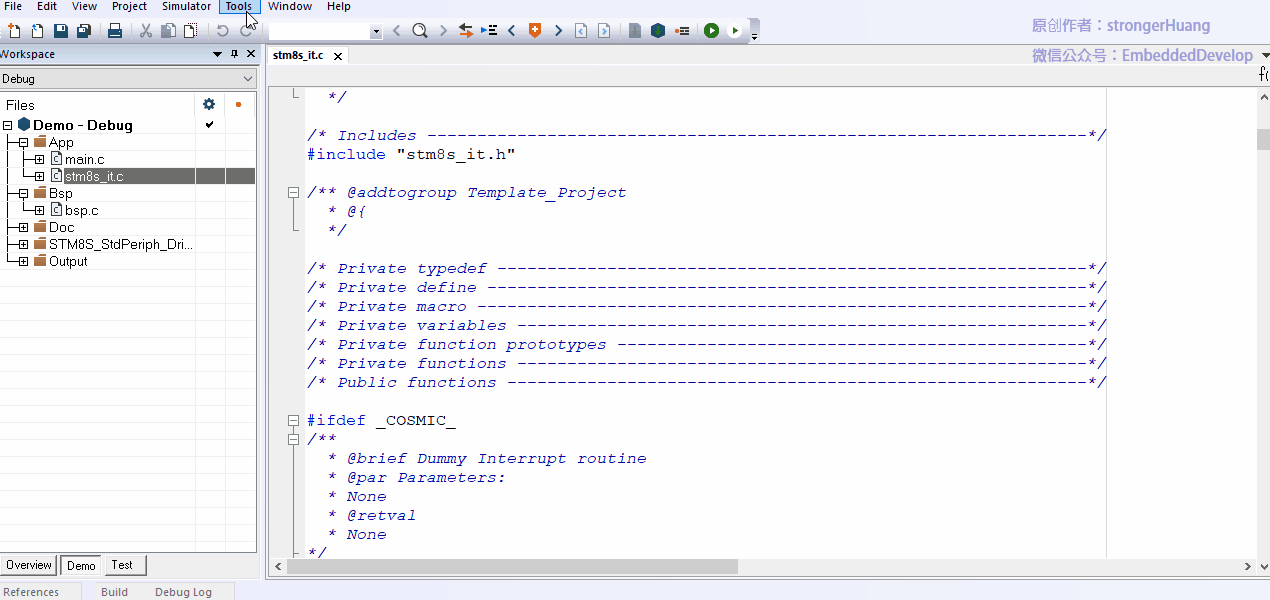 File Edit View Project Simulator Tools Window Help
原创作者：strongerHuang
微信公众号：EmbeddedDevelop
Workspace
stm8s_it.c
Debug
Files
Demo - Debug
App
main.c
stm8s_it.c
Bsp
bsp.c
Doc
STM8S_StdPeriph_Dri...
Output
*/
/* Includes ------------------------------------------------------------------*/
#include "stm8s_it.h"
/** @addtogroup Template_Project
* @{
*/
/* Private typedef -----------------------------------------------------------*/
/* Private define ------------------------------------------------------------*/
/* Private macro -------------------------------------------------------------*/
/* Private variables ---------------------------------------------------------*/
/* Private function prototypes -----------------------------------------------*/
/* Private functions ---------------------------------------------------------*/
/* Public functions ----------------------------------------------------------*/
#ifdef _COSMIC_
/**
* @brief Dummy Interrupt routine
* @par Parameters:
* None
* @retval
* None
*/
Overview Demo Test
References Build Debug Log